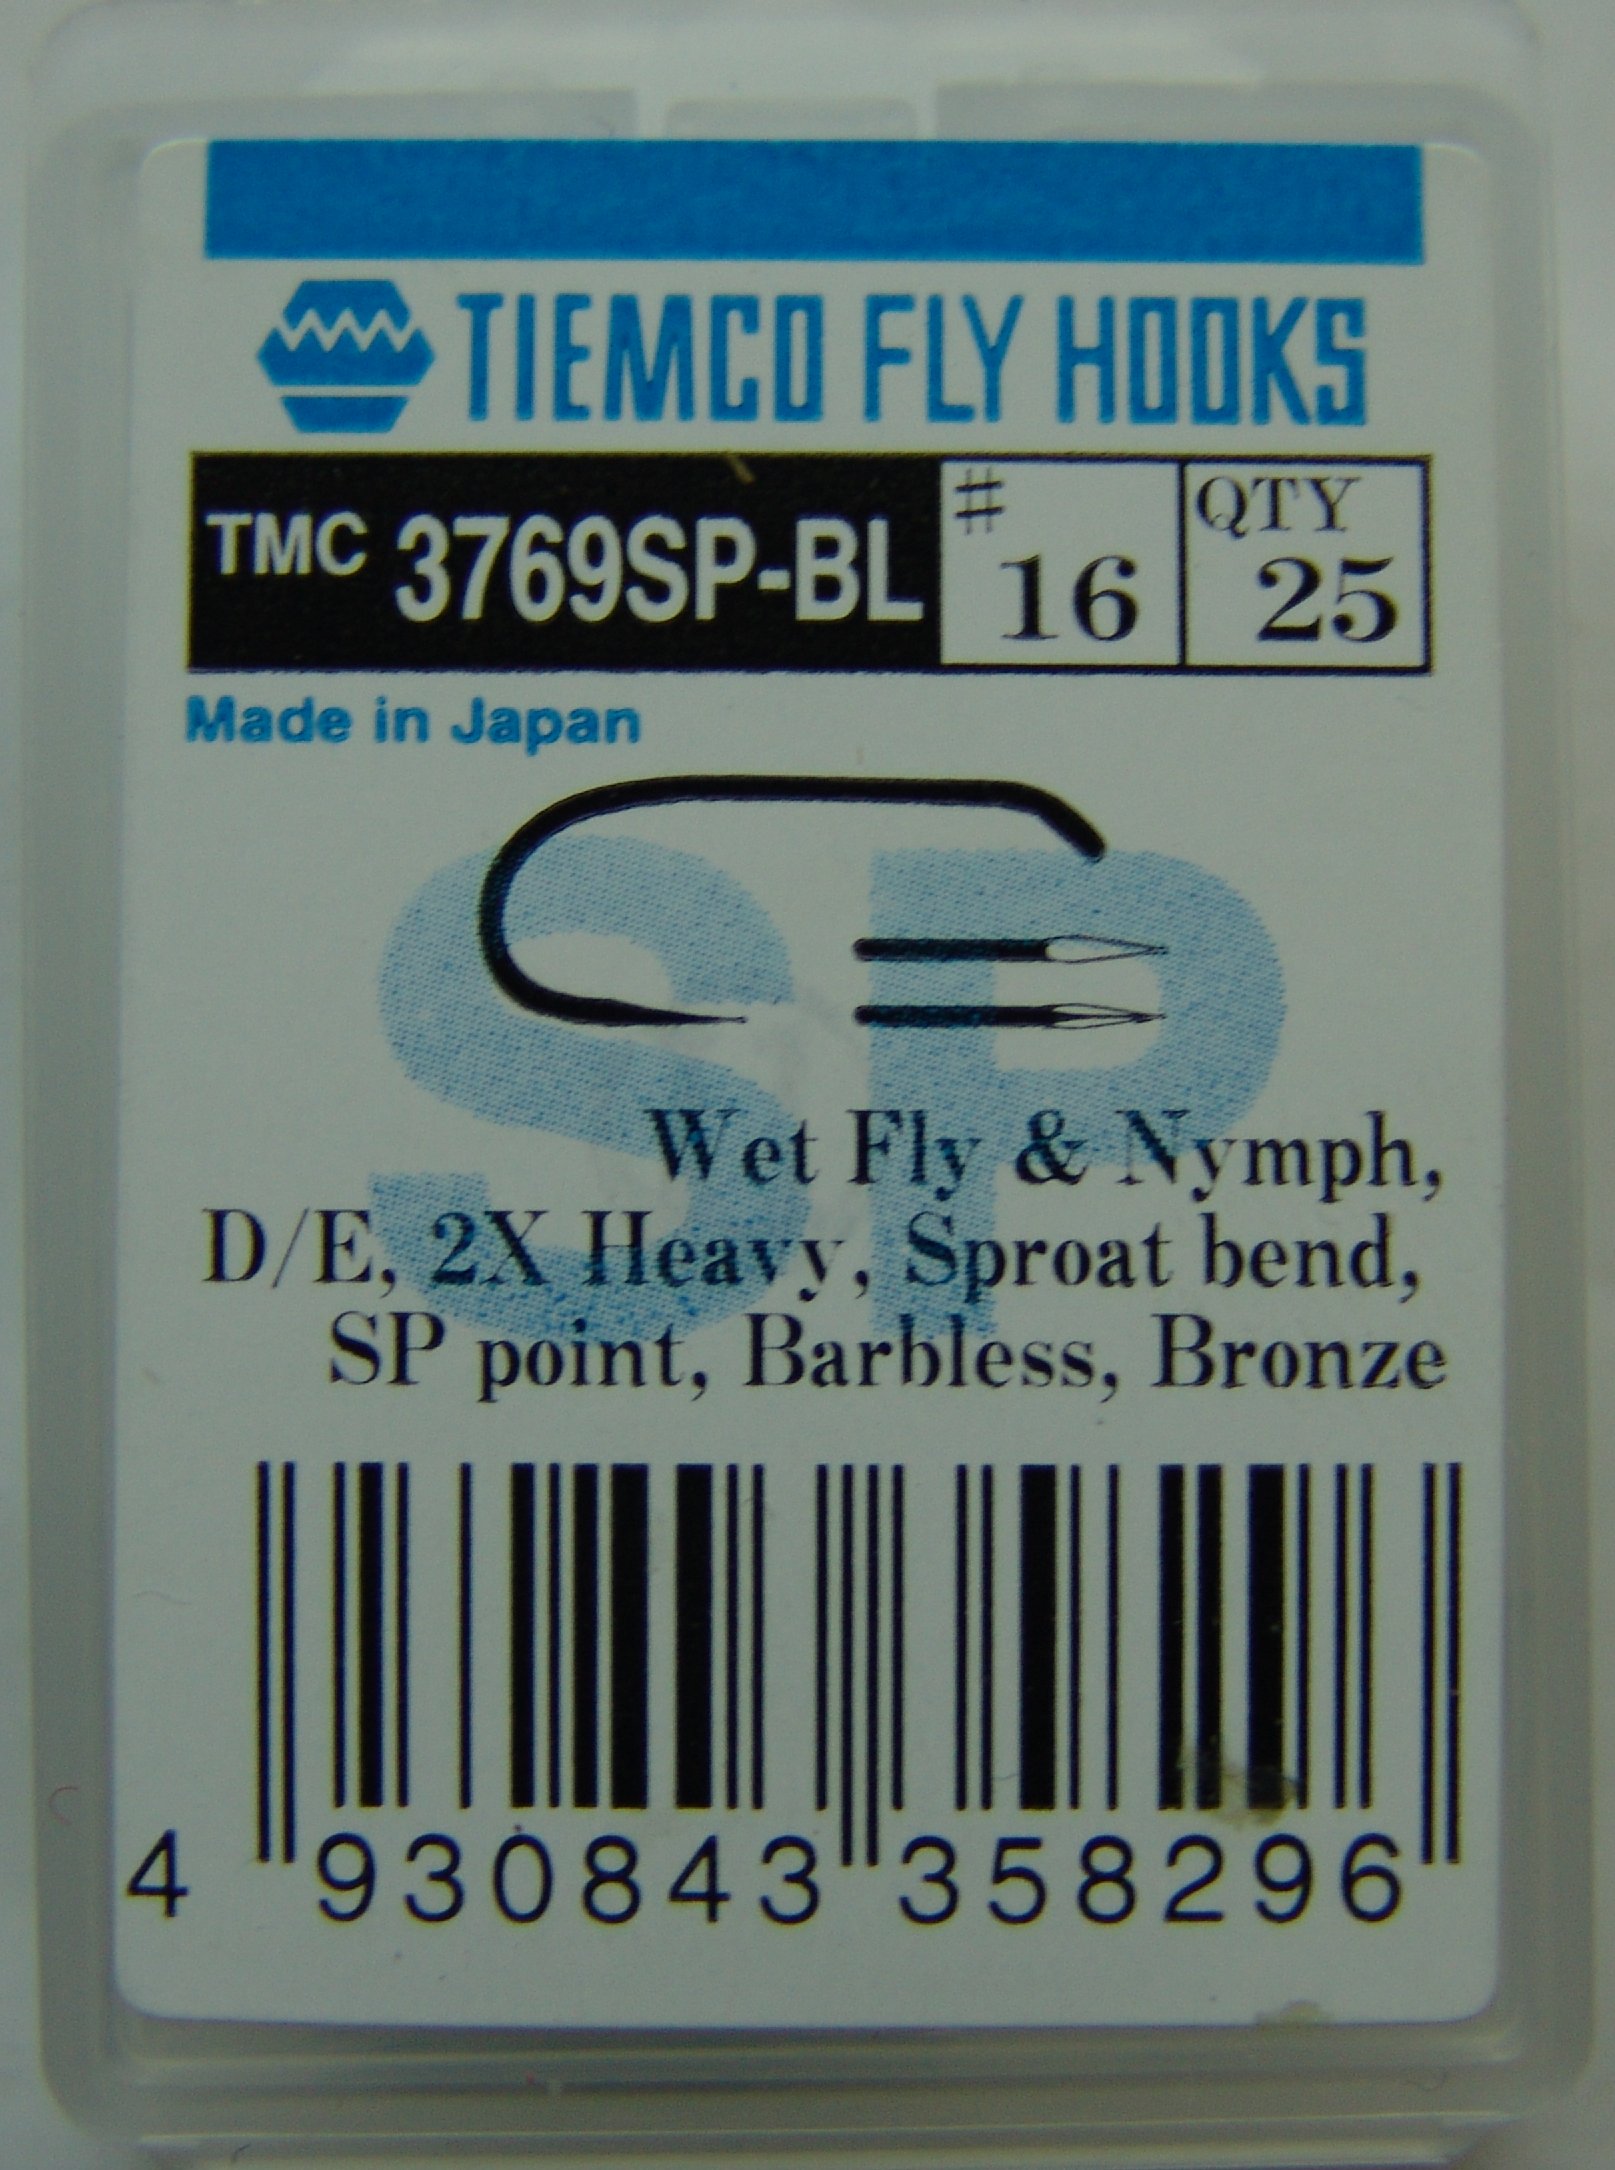 TIEMCO FLY HOOKS
TMC 3769SP-BL # 16 QTY 25
Made in Japan
SP
Wet Fly & Nymph,
D/E, 2X Heavy, Sproat bend,
SP point, Barbless, Bronze
4 930843 358296